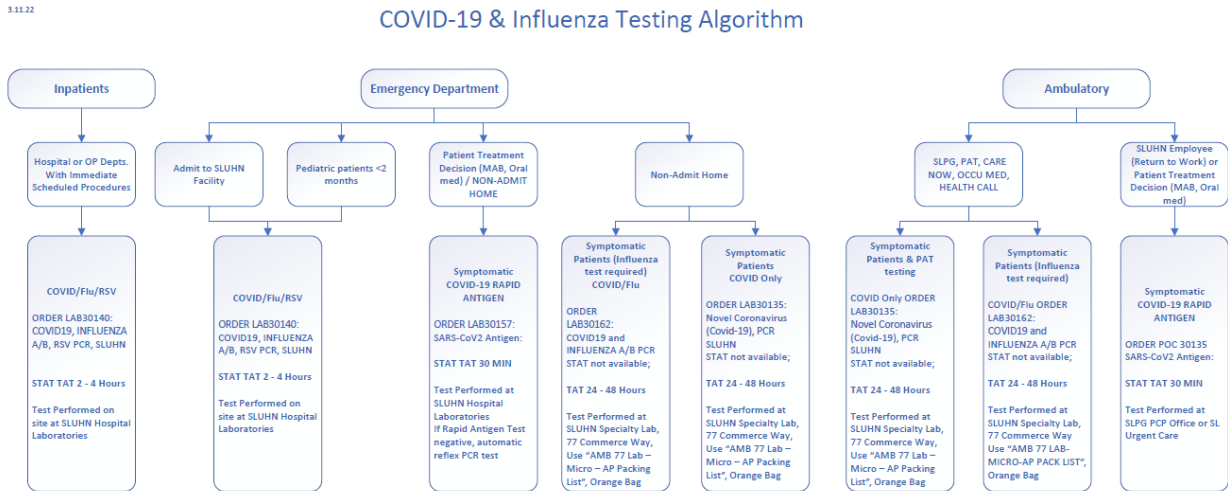 3.11.22
COVID-19 & Influenza Testing Algorithm
Inpatients
Emergency Department
Ambulatory
Hospital or OP Depts.
With Immediate
Scheduled Procedures
Admit to SLUHN
Facility
Pediatric patients <2
months
Patient Treatment
Decision (MAB, Oral
med) / NON-ADMIT
HOME
Non-Admit Home
SLPG, PAT, CARE
NOW, OCCU MED,
HEALTH CALL
SLUHN Employee
(Return to Work) or
Patient Treatment
Decision (MAB, Oral
med)
COVID/Flu/RSV
ORDER LAB30140:
COVID19, INFLUENZA
A/B, RSV PCR, SLUHN
STAT TAT 2 - 4 Hours
Test Performed on
site at SLUHN Hospital
Laboratories
COVID/Flu/RSV
ORDER LAB30140:
COVID19, INFLUENZA
A/B, RSV PCR, SLUHN
STAT TAT 2 - 4 Hours
Test Performed on
site at SLUHN Hospital
Laboratories
Symptomatic
COVID-19 RAPID
ANTIGEN
ORDER LAB30157:
SARS-CoV2 Antigen:
STAT TAT 30 MIN
Test Performed at
SLUHN Hospital
Laboratories
If Rapid Antigen Test
negative, automatic
reflex PCR test
Symptomatic
Patients (Influenza
test required)
COVID/Flu
ORDER
LAB30162:
COVID19 and
INFLUENZA A/B PCR
STAT not available;
TAT 24 - 48 Hours
Test Performed at
SLUHN Specialty Lab,
77 Commerce Way,
Use “AMB 77 Lab –
Micro – AP Packing
List”, Orange Bag
Symptomatic
Patients
COVID Only
ORDER LAB30135:
Novel Coronavirus
(Covid-19), PCR
SLUHN
STAT not available;
TAT 24 - 48 Hours
Test Performed at
SLUHN Specialty Lab,
77 Commerce Way,
Use “AMB 77 Lab –
Micro – AP Packing
List”, Orange Bag
Symptomatic
Patients & PAT
testing
COVID Only ORDER
LAB30135:
Novel Coronavirus
(Covid-19), PCR
SLUHN
STAT not available;
TAT 24 - 48 Hours
Test Performed at
SLUHN Specialty Lab,
77 Commerce Way,
Use “AMB 77 Lab
– Micro – AP Packing
List”, Orange Bag
Symptomatic
Patients (Influenza
test required)
COVID/Flu ORDER
LAB30162:
COVID19 and
INFLUENZA A/B PCR
STAT not available;
TAT 24 - 48 Hours
Test Performed at
SLUHN Specialty Lab,
77 Commerce Way
Use “AMB 77 LAB-
MICRO-AP PACK LIST”,
Orange Bag
Symptomatic
COVID-19 RAPID
ANTIGEN
ORDER POC 30135
SARS-CoV2 Antigen:
STAT TAT 30 MIN
Test Performed at
SLPG PCP Office or SL
Urgent Care